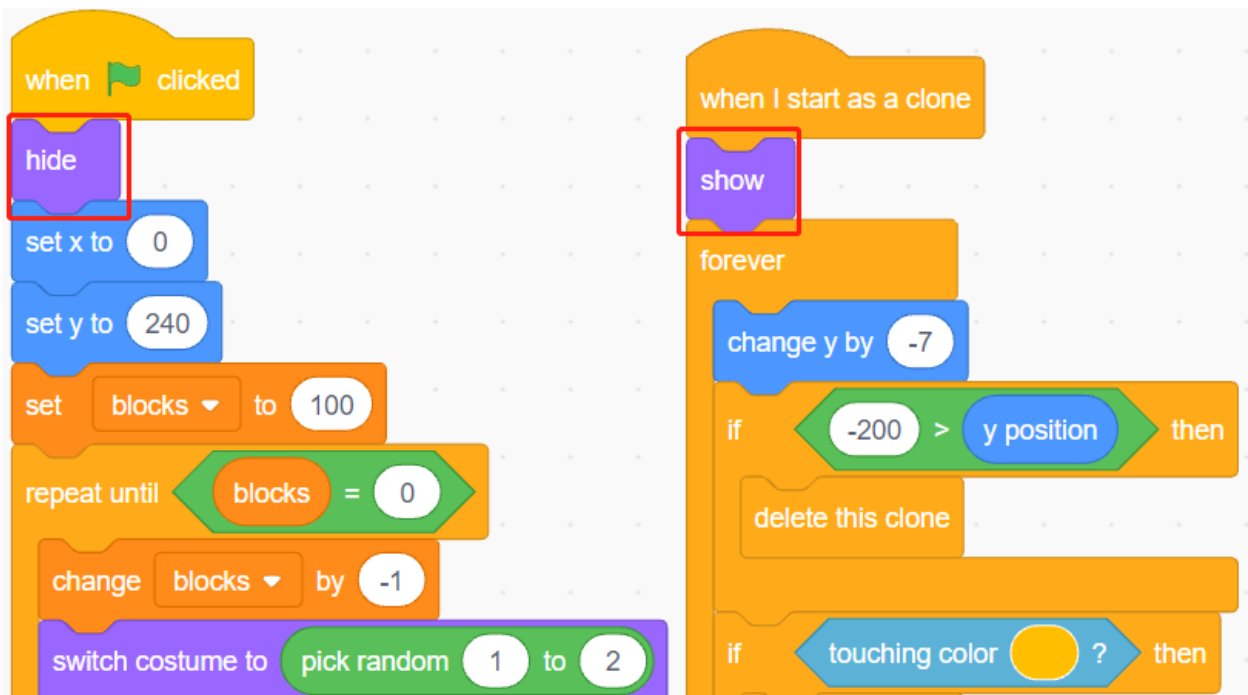 when clicked
hide
set x to 0
set y to 240
set blocks to 100
repeat until blocks = 0
change blocks by -1
switch costume to pick random 1 to 2
when I start as a clone
show
forever
change y by -7
if -200 > y position then
delete this clone
if touching color ? then